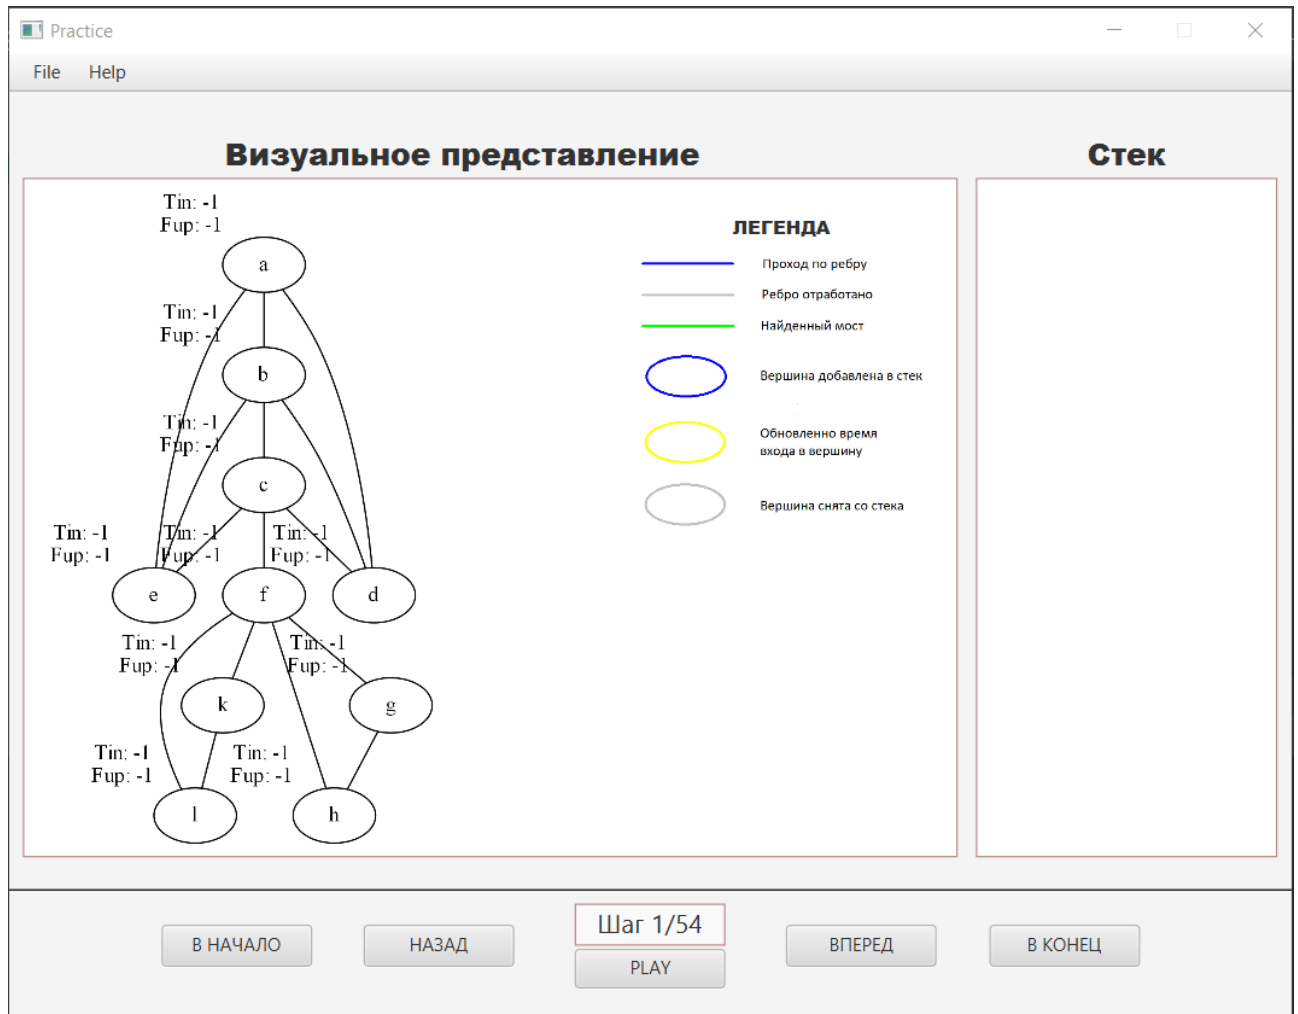 Practice
File Help
Визуальное представление
Стек
Tin: -1
Fup: -1
a
Tin: -1
Fup: -1
b
Tin: -1
Fup: -1
c
Tin: -1 Tin: -1 Tin: -1
Fup: -1 Fup: -1 Fup: -1
e f d
Tin: -1 Tin: -1
Fup: -1 Fup: -1
k g
Tin: -1 Tin: -1
Fup: -1 Fup: -1
l h
ЛЕГЕНДА
Проход по ребру
Ребро отработано
Найденный мост
Вершина добавлена в стек
Обновленно время
входа в вершину
Вершина снята со стека
В НАЧАЛО
НАЗАД
Шаг 1/54
PLAY
ВПЕРЕД
В КОНЕЦ